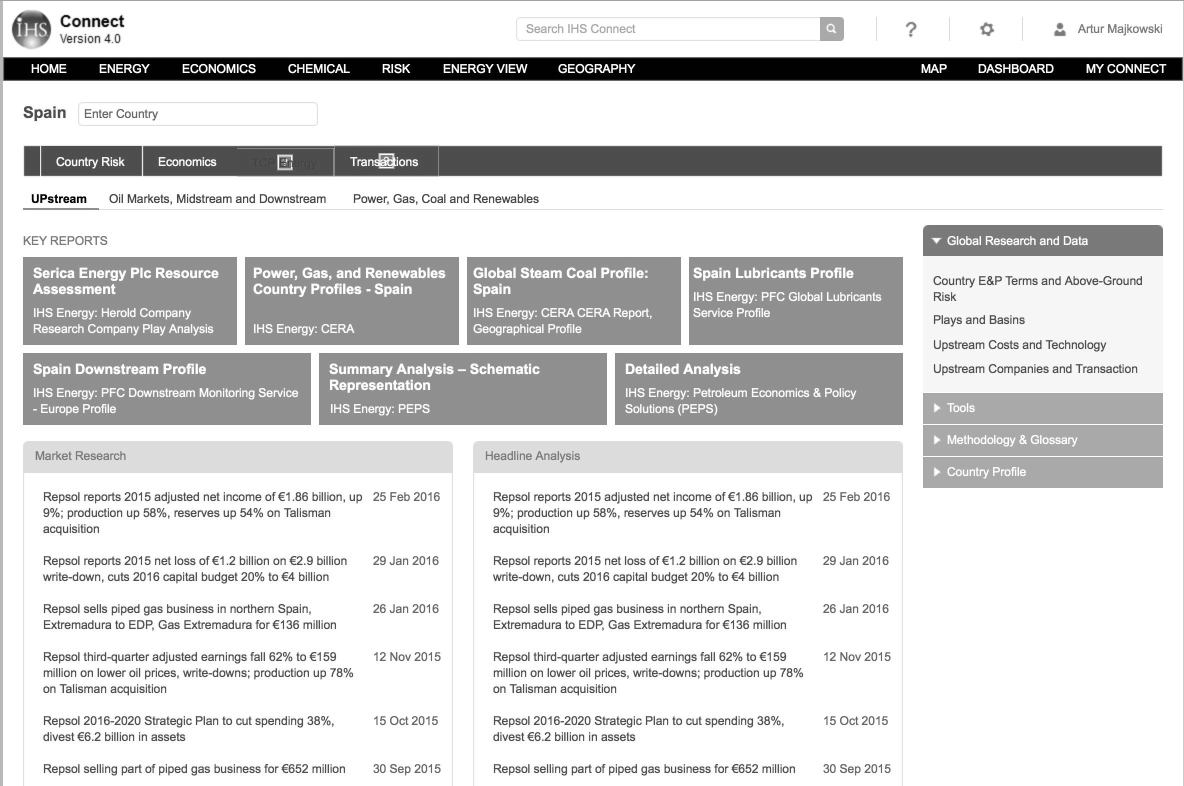 iHS
Connect
Version 4.0
Search IHS Connect
?
Artur Majkowski
HOME ENERGY ECONOMICS CHEMICAL RISK ENERGY VIEW GEOGRAPHY MAP DASHBOARD MY CONNECT
Spain
Enter Country
Country Risk Economics Transactions
UPstream Oil Markets, Midstream and Downstream Power, Gas, Coal and Renewables
KEY REPORTS
Serica Energy Plc Resource
Assessment
IHS Energy: Herold Company
Research Company Play Analysis
Power, Gas, and Renewables
Country Profiles - Spain
IHS Energy: CERA
Global Steam Coal Profile:
Spain
IHS Energy: CERA CERA Report,
Geographical Profile
Spain Lubricants Profile
IHS Energy: PFC Global Lubricants
Service Profile
Spain Downstream Profile
IHS Energy: PFC Downstream Monitoring Service
- Europe Profile
Summary Analysis – Schematic
Representation
IHS Energy: PEPS
Detailed Analysis
IHS Energy: Petroleum Economics & Policy
Solutions (PEPS)
Market Research
Repsol reports 2015 adjusted net income of €1.86 billion, up 25 Feb 2016
9%; production up 58%, reserves up 54% on Talisman
acquisition
Repsol reports 2015 net loss of €1.2 billion on €2.9 billion 29 Jan 2016
write-down, cuts 2016 capital budget 20% to €4 billion
Repsol sells piped gas business in northern Spain, 26 Jan 2016
Extremadura to EDP, Gas Extremadura for €136 million
Repsol third-quarter adjusted earnings fall 62% to €159 12 Nov 2015
million on lower oil prices, write-downs; production up 78%
on Talisman acquisition
Repsol 2016-2020 Strategic Plan to cut spending 38%, 15 Oct 2015
divest €6.2 billion in assets
Repsol selling part of piped gas business for €652 million 30 Sep 2015
Headline Analysis
Repsol reports 2015 adjusted net income of €1.86 billion, up 25 Feb 2016
9%; production up 58%, reserves up 54% on Talisman
acquisition
Repsol reports 2015 net loss of €1.2 billion on €2.9 billion 29 Jan 2016
write-down, cuts 2016 capital budget 20% to €4 billion
Repsol sells piped gas business in northern Spain, 26 Jan 2016
Extremadura to EDP, Gas Extremadura for €136 million
Repsol third-quarter adjusted earnings fall 62% to €159 12 Nov 2015
million on lower oil prices, write-downs; production up 78%
on Talisman acquisition
Repsol 2016-2020 Strategic Plan to cut spending 38%, 15 Oct 2015
divest €6.2 billion in assets
Repsol selling part of piped gas business for €652 million 30 Sep 2015
Global Research and Data
Country E&P Terms and Above-Ground
Risk
Plays and Basins
Upstream Costs and Technology
Upstream Companies and Transaction
Tools
Methodology & Glossary
Country Profile